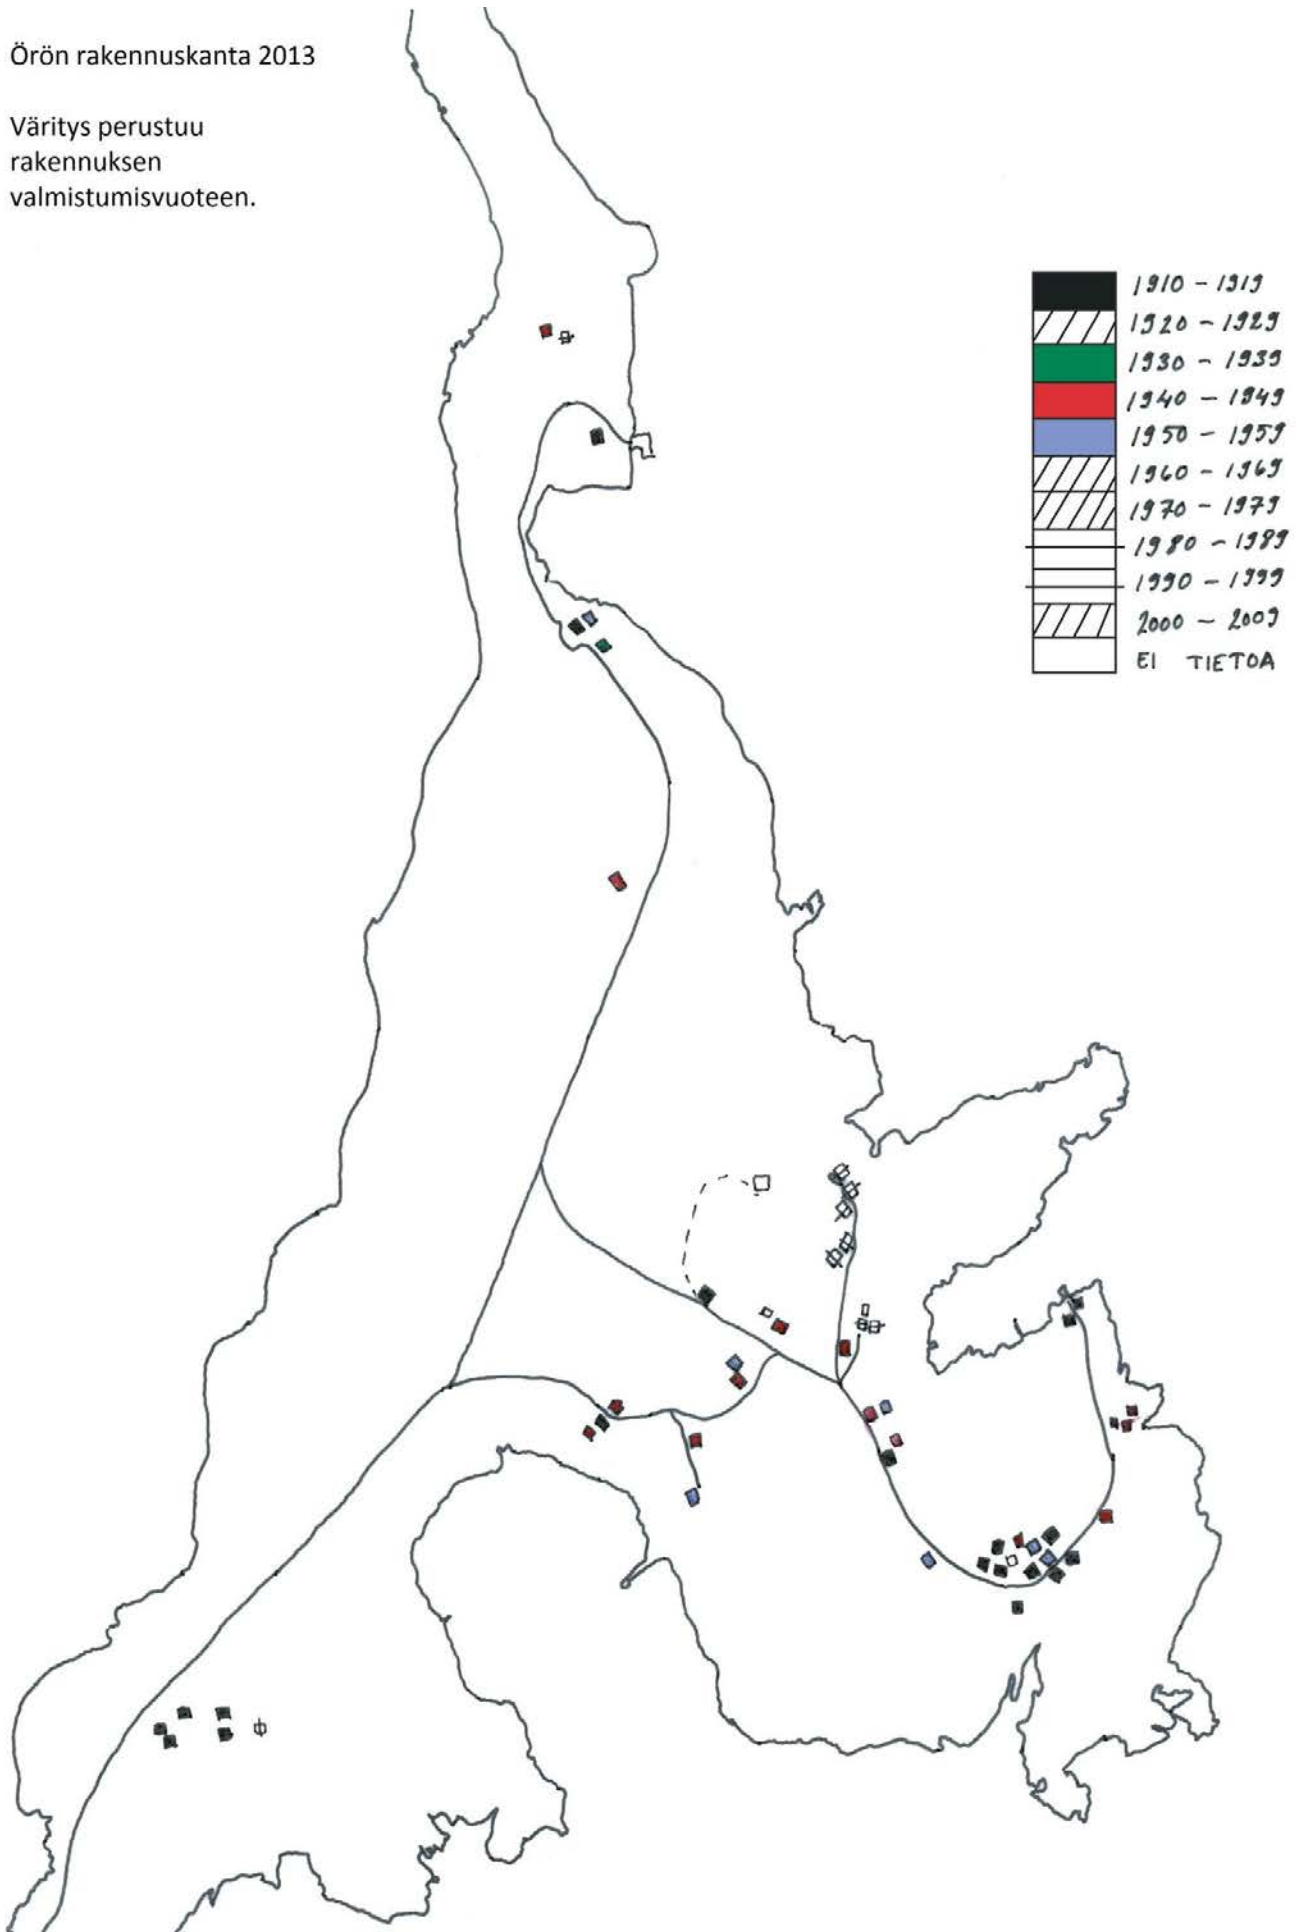 Örön rakennuskanta 2013
Väritys perustuu
rakennuksen
valmistumisvuoteen.
1910 – 1919
1920 – 1929
1930 – 1939
1940 – 1949
1950 – 1959
1960 – 1969
1970 – 1979
1980 – 1989
1990 – 1999
2000 – 2009
EI TIETOA